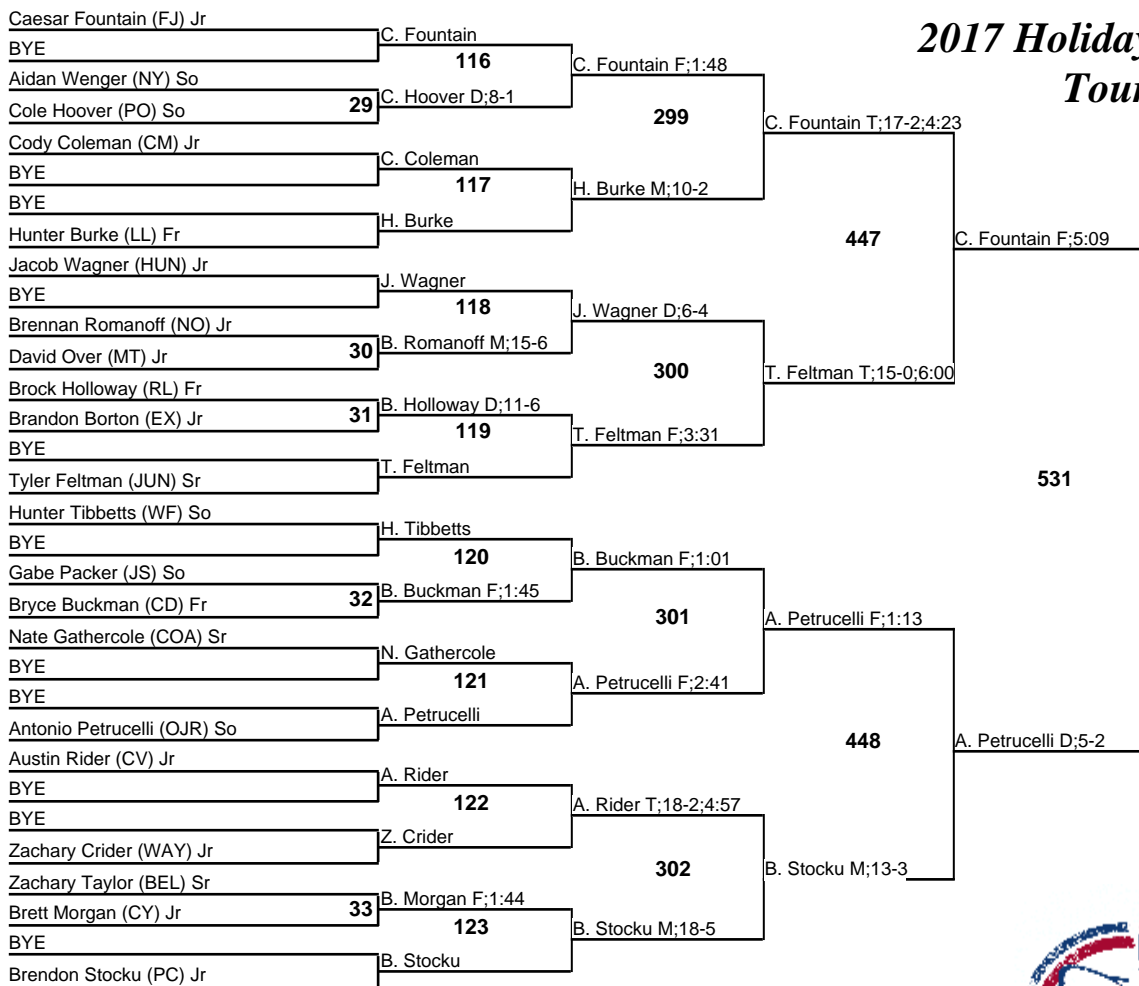 2017 Holiday
Tour
Caesar Fountain (FJ) Jr
BYE
Aidan Wenger (NY) So
Cole Hoover (PO) So
Cody Coleman (CM) Jr
BYE
BYE
Hunter Burke (LL) Fr
Jacob Wagner (HUN) Jr
BYE
Brennan Romanoff (NO) Jr
David Over (MT) Jr
Brock Holloway (RL) Fr
Brandon Borton (EX) Jr
BYE
Tyler Feltman (JUN) Sr
Hunter Tibbetts (WF) So
BYE
Gabe Packer (JS) So
Bryce Buckman (CD) Fr
Nate Gathercole (COA) Sr
BYE
BYE
Antonio Petrucelli (OJR) So
Austin Rider (CV) Jr
BYE
BYE
Zachary Crider (WAY) Jr
Zachary Taylor (BEL) Sr
Brett Morgan (CY) Jr
BYE
Brendon Stocku (PC) Jr
29
30
31
32
33
C. Fountain
116
C. Hoover D;8-1
C. Coleman
117
H. Burke
J. Wagner
118
B. Romanoff M;15-6
B. Holloway D;11-6
119
T. Feltman
H. Tibbetts
120
B. Buckman F;1:45
N. Gathercole
121
A. Petrucelli
A. Rider
122
Z. Crider
B. Morgan F;1:44
123
B. Stocku
C. Fountain F;1:48
299
H. Burke M;10-2
J. Wagner D;6-4
300
T. Feltman F;3:31
B. Buckman F;1:01
301
A. Petrucelli F;2:41
A. Rider T;18-2;4:57
302
B. Stocku M;18-5
C. Fountain T;17-2;4:23
447
T. Feltman T;15-0;6:00
A. Petrucelli F;1:13
448
B. Stocku M;13-3
C. Fountain F;5:09
531
A. Petrucelli D;5-2